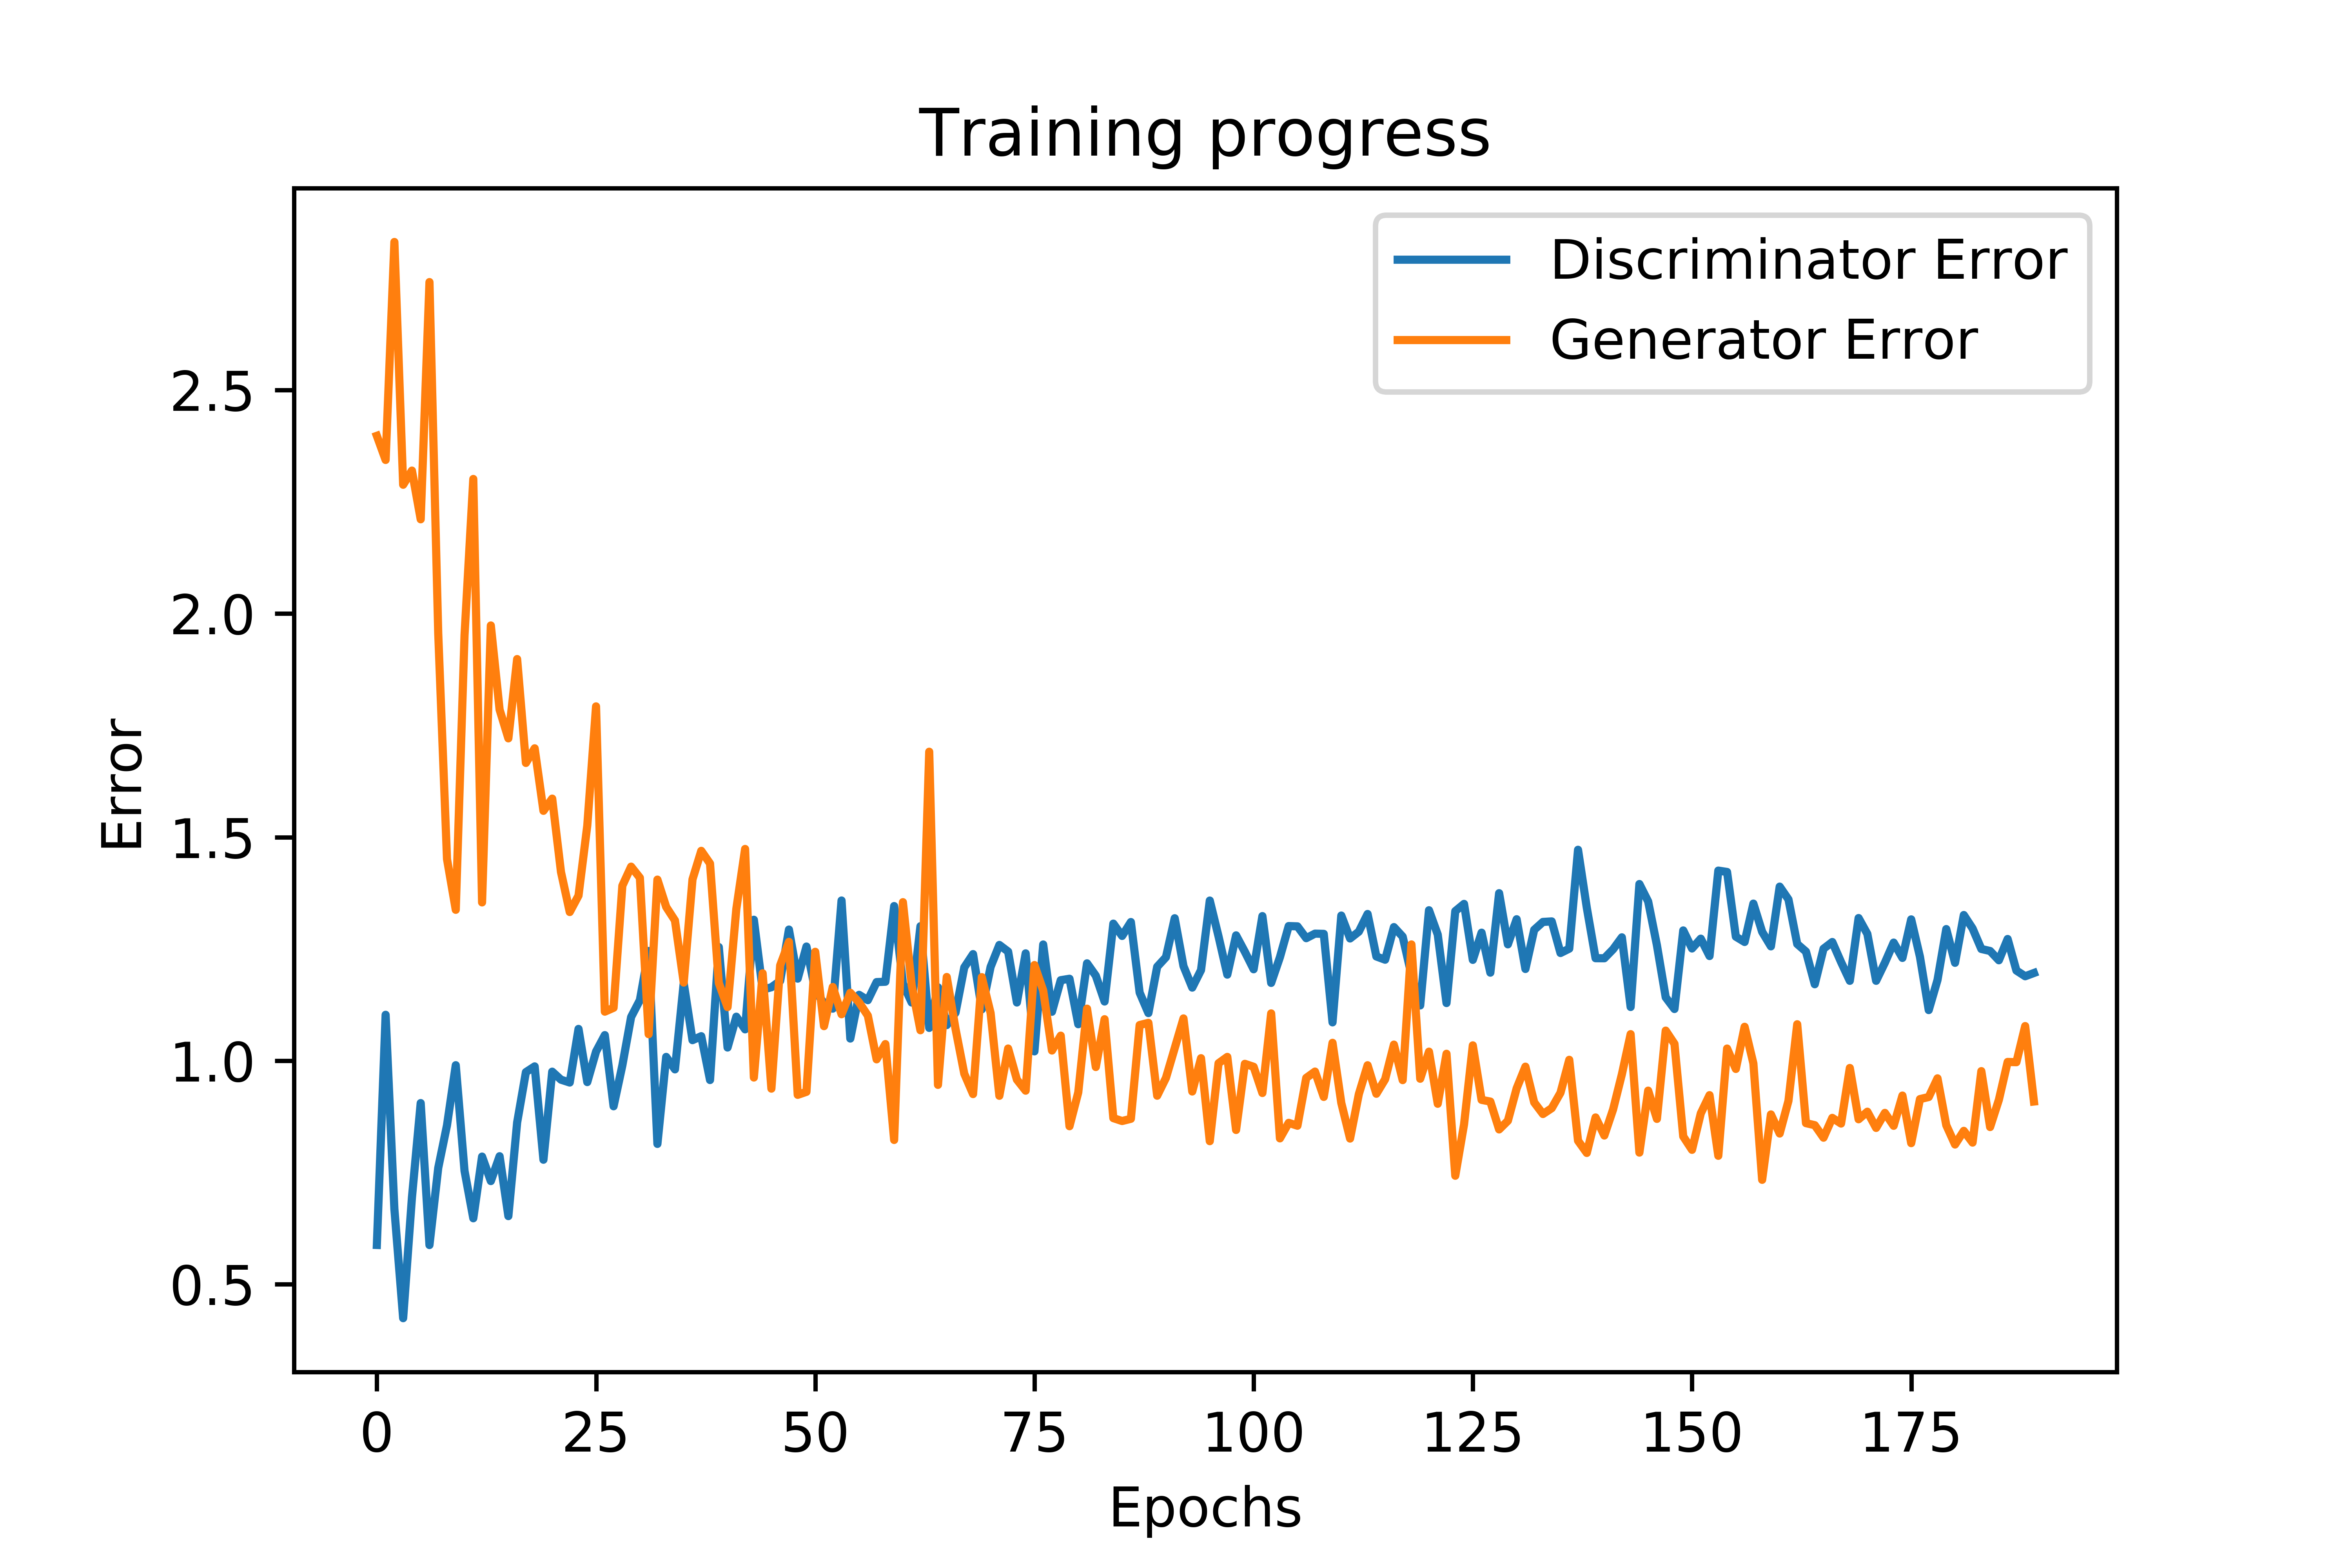 Training progress
Discriminator Error
Generator Error
2.5
2.0
1.5
1.0
0.5
Error
0 25 50 75 100 125 150 175
Epochs